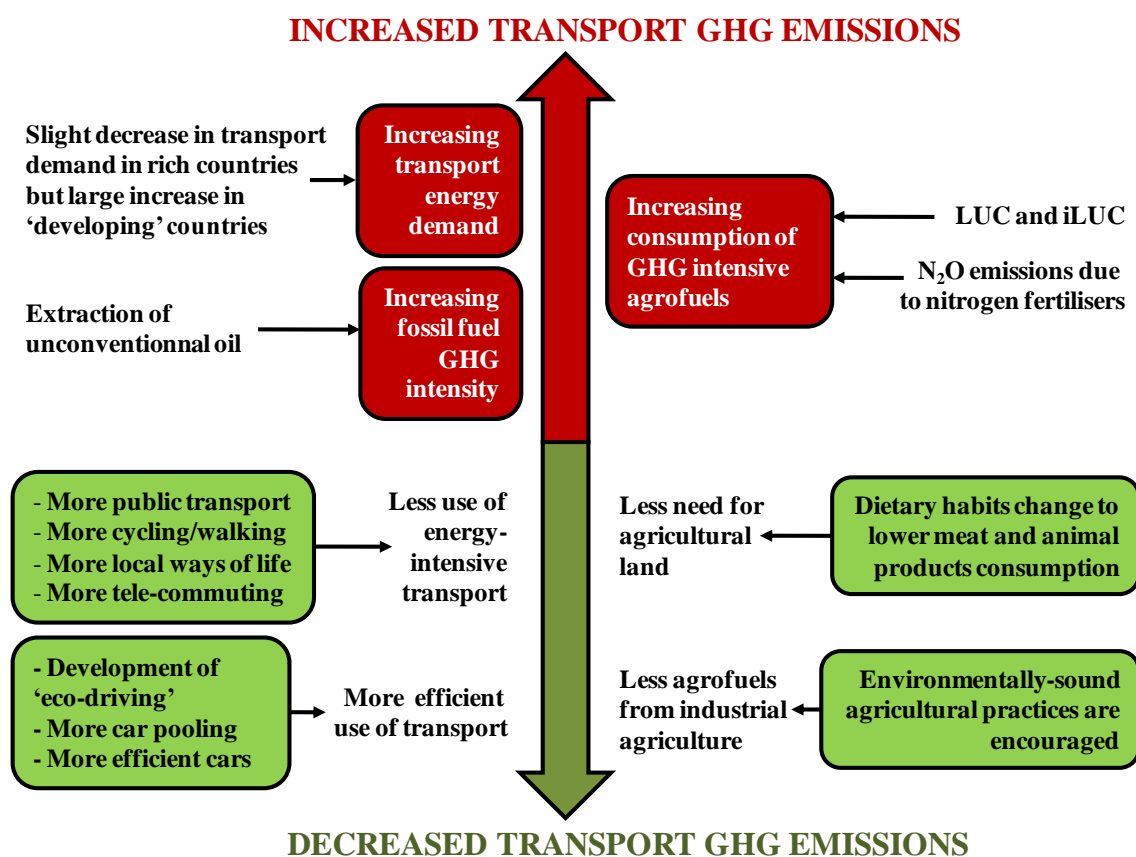 INCREASED TRANSPORT GHG EMISSIONS
Slight decrease in transport
demand in rich countries
but large increase in
‘developing’ countries
Increasing
transport
energy
demand
Increasing
consumption of
GHG intensive
agrofuels
LUC and iLUC
N₂O emissions due
to nitrogen fertilisers
Extraction of
unconventionnal oil
Increasing
fossil fuel
GHG
intensity
- More public transport
- More cycling/walking
- More local ways of life
- More tele-commuting
Less use of
energy-
intensive
transport
Less need for
agricultural
land
Dietary habits change to
lower meat and animal
products consumption
- Development of
‘eco-driving’
- More car pooling
- More efficient cars
More efficient
use of transport
Less agrofuels
from industrial
agriculture
Environmentally-sound
agricultural practices are
encouraged
DECREASED TRANSPORT GHG EMISSIONS